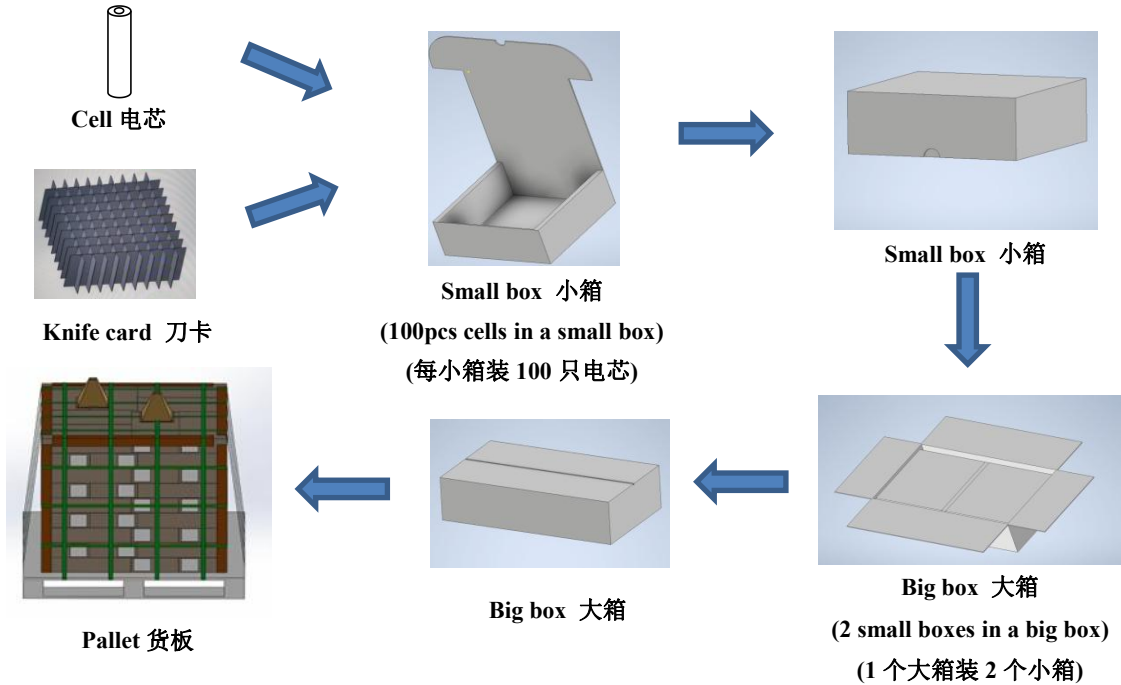 Cell 电芯
Knife card 刀卡
Small box 小箱
(100pcs cells in a small box)
(每小箱装 100 只电芯)
Small box 小箱
Big box 大箱
(2 small boxes in a big box)
(1 个大箱装 2 个小箱)
Big box 大箱
Pallet 货板